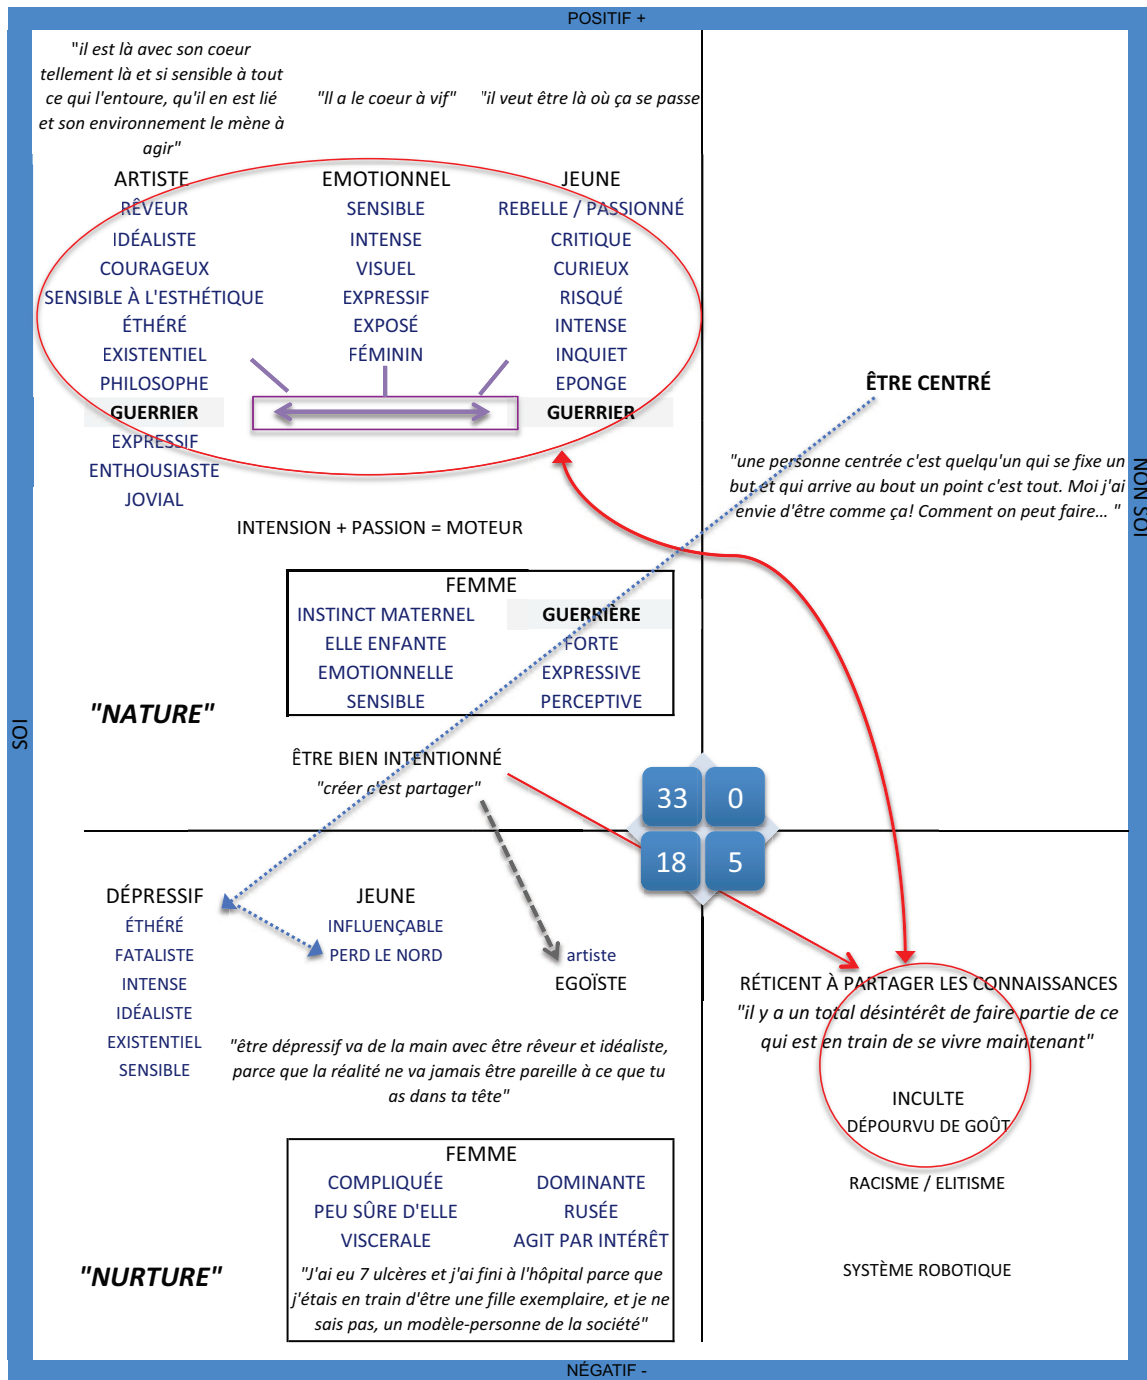 POSITIF +
"il est là avec son coeur
tellement là et si sensible à tout
ce qui l'entoure, qu'il en est lié
et son environnement le mène à
agir"
"Il a le coeur à vif"
"il veut être là où ça se passe
ARTISTE
RÊVEUR
IDÉALISTE
COURAGEUX
SENSIBLE À L'ESTHÉTIQUE
ÉTHÉRÉ
EXISTENTIEL
PHILOSOPHE
GUERRIER
EXPRESSIF
ENTHOUSIASTE
JOVIAL
EMOTIONNEL
SENSIBLE
INTENSE
VISUEL
EXPRESSIF
EXPOSÉ
FÉMININ
JEUNE
REBELLE / PASSIONNÉ
CRITIQUE
CURIEUX
RISQUÉ
INTENSE
INQUIET
EPONGE
GUERRIER
ÊTRE CENTRÉ
"une personne centrée c'est quelqu'un qui se fixe un
but et qui arrive au bout un point c'est tout. Moi j'ai
envie d'être comme ça! Comment on peut faire... "
NON SOI
INTENSION + PASSION = MOTEUR
FEMME
INSTINCT MATERNEL
ELLE ENFANTE
EMOTIONNELLE
SENSIBLE
GUERRIÈRE
FORTE
EXPRESSIVE
PERCEPTIVE
"NATURE"
SOI
ÊTRE BIEN INTENTIONNÉ
"créer c'est partager"
33
0
18
5
DÉPRESSIF
ÉTHÉRÉ
FATALISTE
INTENSE
IDÉALISTE
EXISTENTIEL
SENSIBLE
JEUNE
INFLUENÇABLE
PERD LE NORD
artiste
EGOÏSTE
RÉTICENT À PARTAGER LES CONNAISSANCES
"il y a un total désintérêt de faire partie de ce
qui est en train de se vivre maintenant"
"être dépressif va de la main avec être rêveur et idéaliste,
parce que la réalité ne va jamais être pareille à ce que tu
as dans ta tête"
INCULTE
DÉPOURVU DE GOÛT
RACISME / ELITISME
SYSTÈME ROBOTIQUE
FEMME
COMPLIQUÉE
PEU SÛRE D'ELLE
VISCERALE
DOMINANTE
RUSÉE
AGIT PAR INTÉRÊT
"J'ai eu 7 ulcères et j'ai fini à l'hôpital parce que
j'étais en train d'être une fille exemplaire, et je ne
sais pas, un modèle-personne de la société"
"NURTURE"
NÉGATIF -